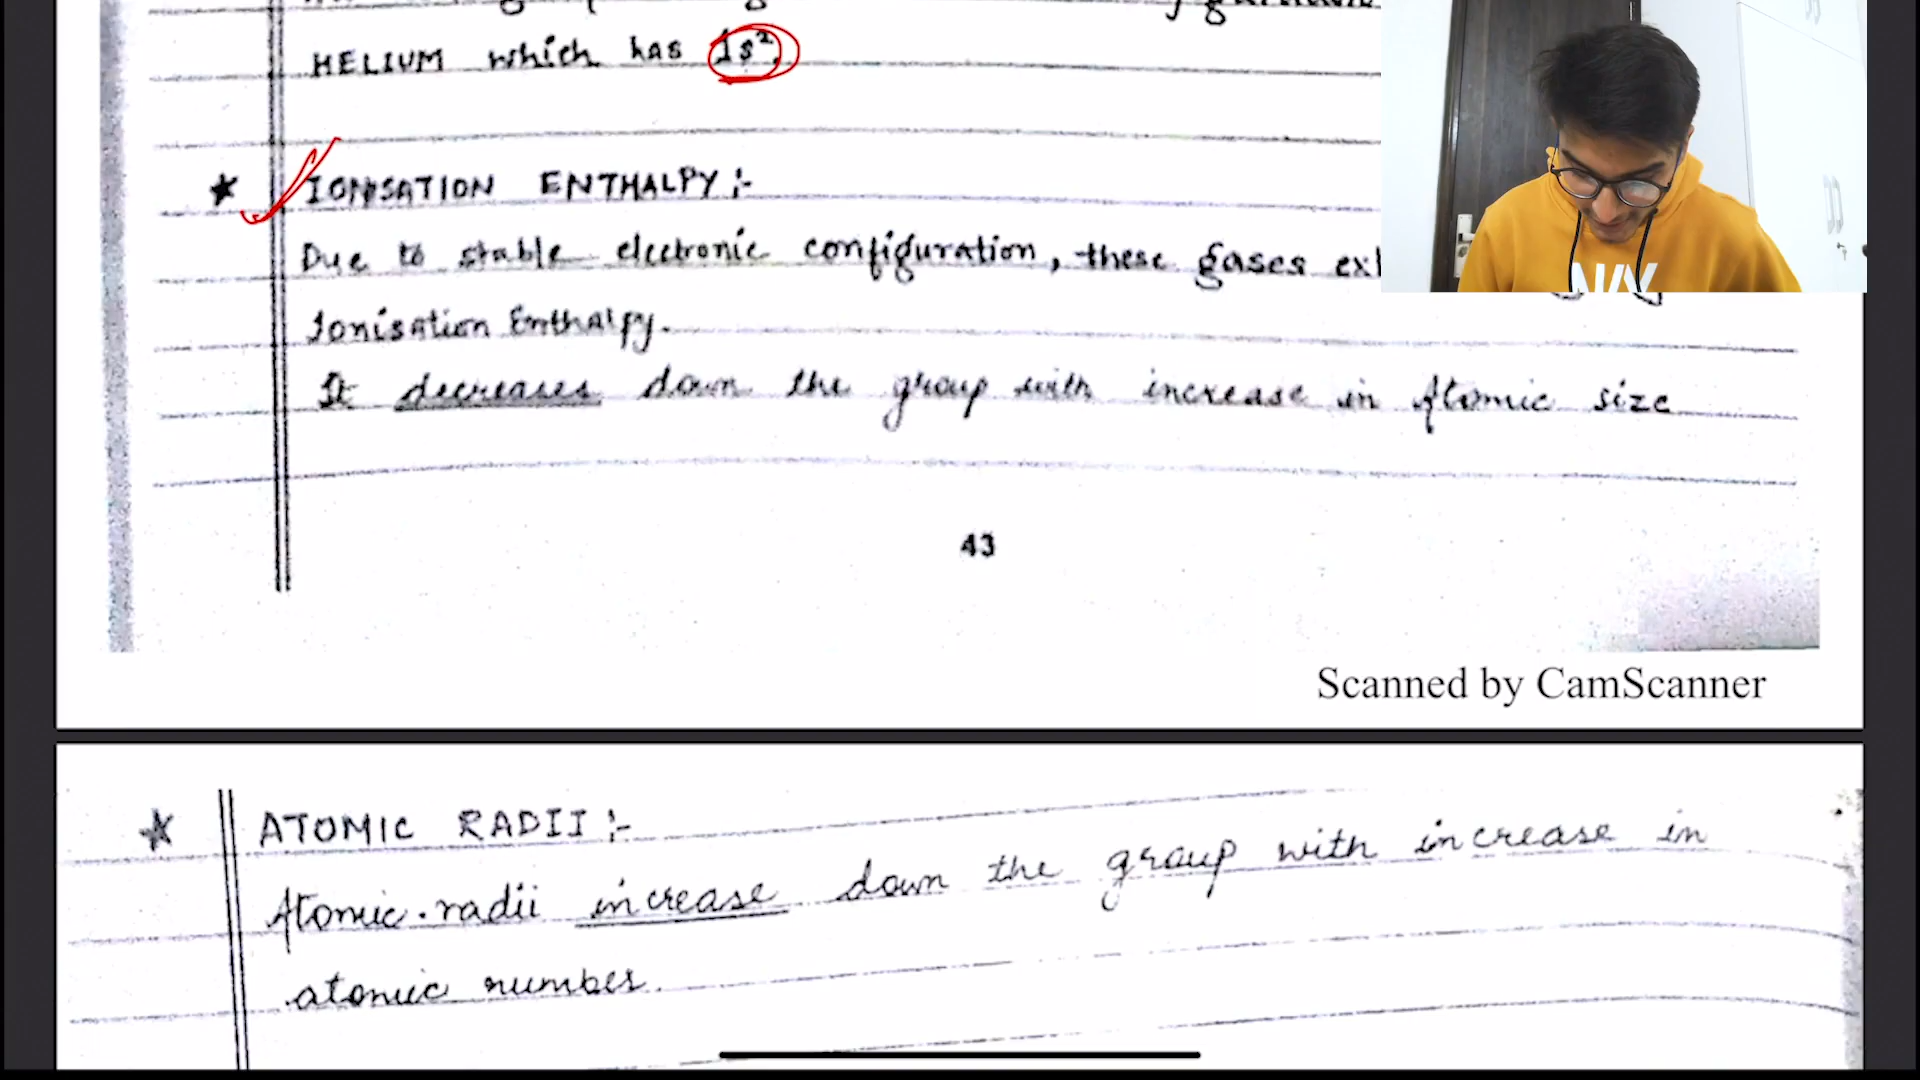 HELIUM which has 1s².
★ IONISATION ENTHALPY :-
Due to stable electronic configuration, these gases
Ionisation Enthalpy.
It decreases down the group with increase in Atomic size
43
Scanned by CamScanner
★ ATOMIC RADII :-
Atomic radii increase down the group with increase in
atomic number.